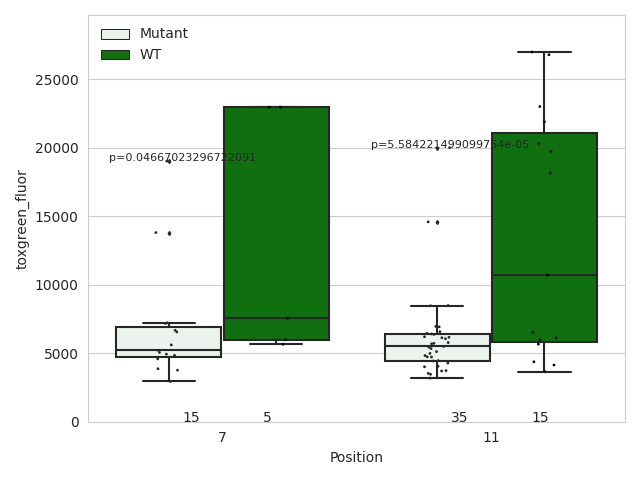 Mutant
WT
25000
20000
15000
10000
5000
0
toxgreen_fluor
p=0.04667023296722091
p=5.584221499099754e-05
15 5 35 15
7 11
Position